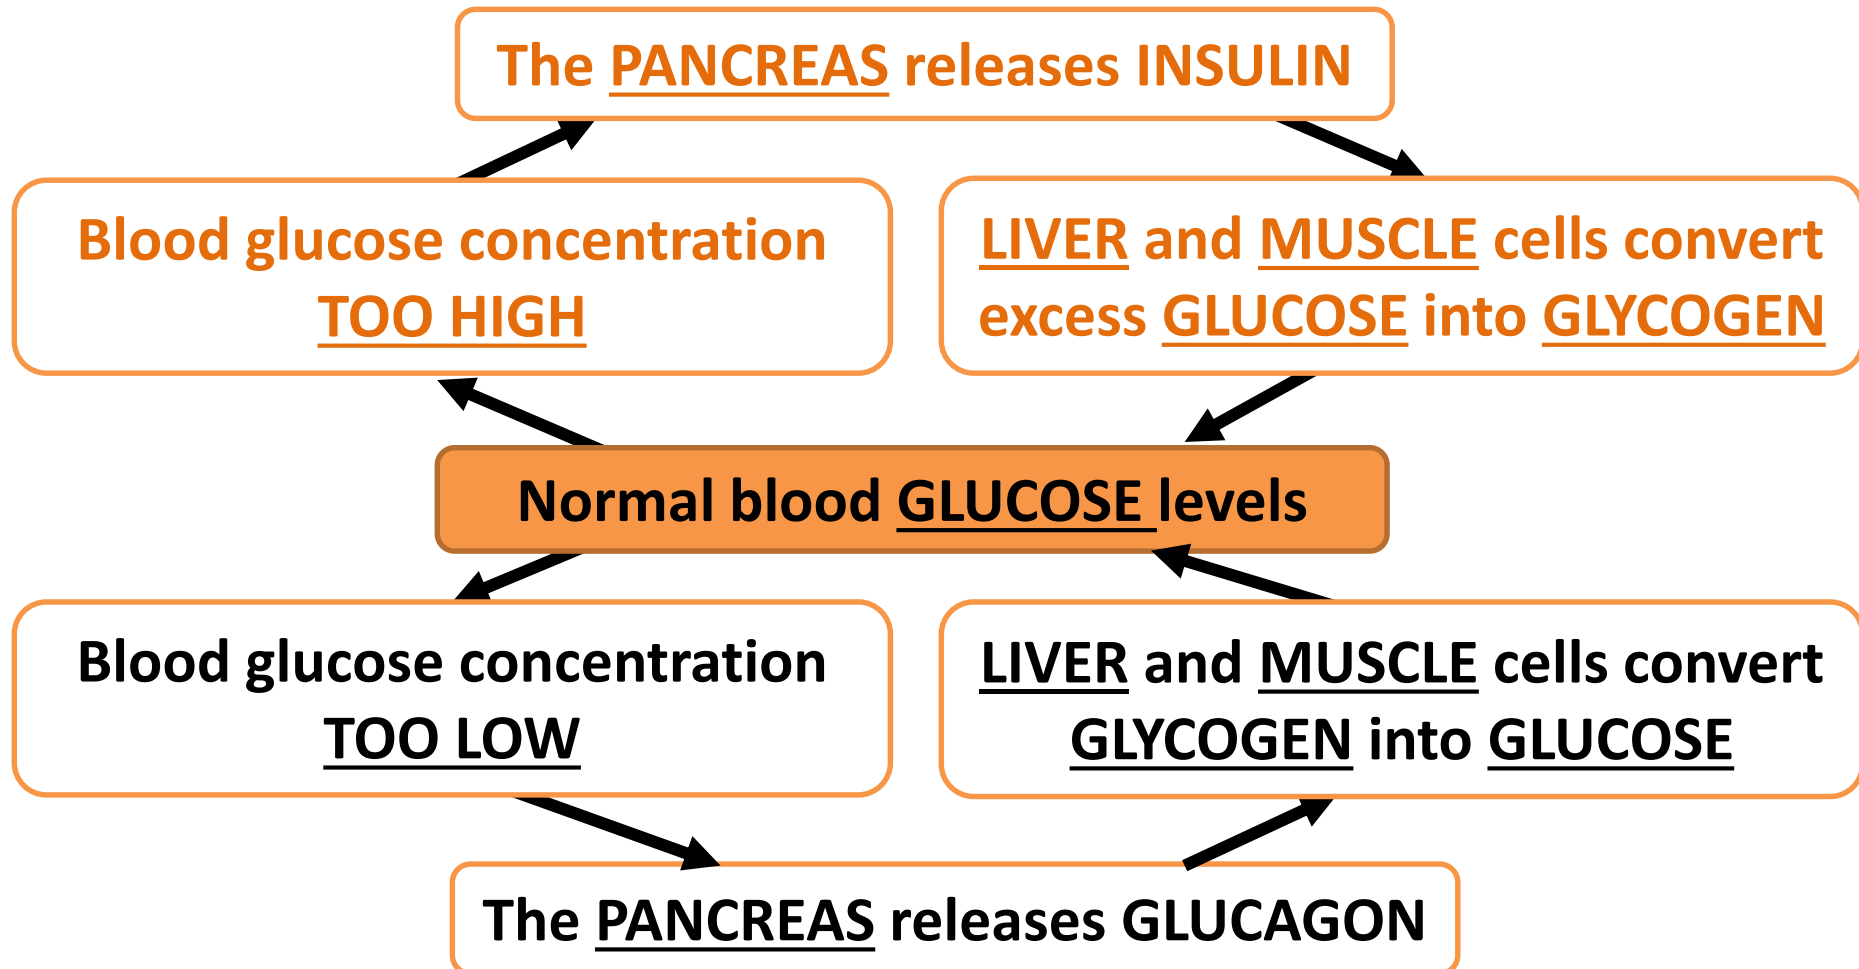 The PANCREAS releases INSULIN
Blood glucose concentration
TOO HIGH
LIVER and MUSCLE cells convert
excess GLUCOSE into GLYCOGEN
Normal blood GLUCOSE levels
Blood glucose concentration
TOO LOW
LIVER and MUSCLE cells convert
GLYCOGEN into GLUCOSE
The PANCREAS releases GLUCAGON